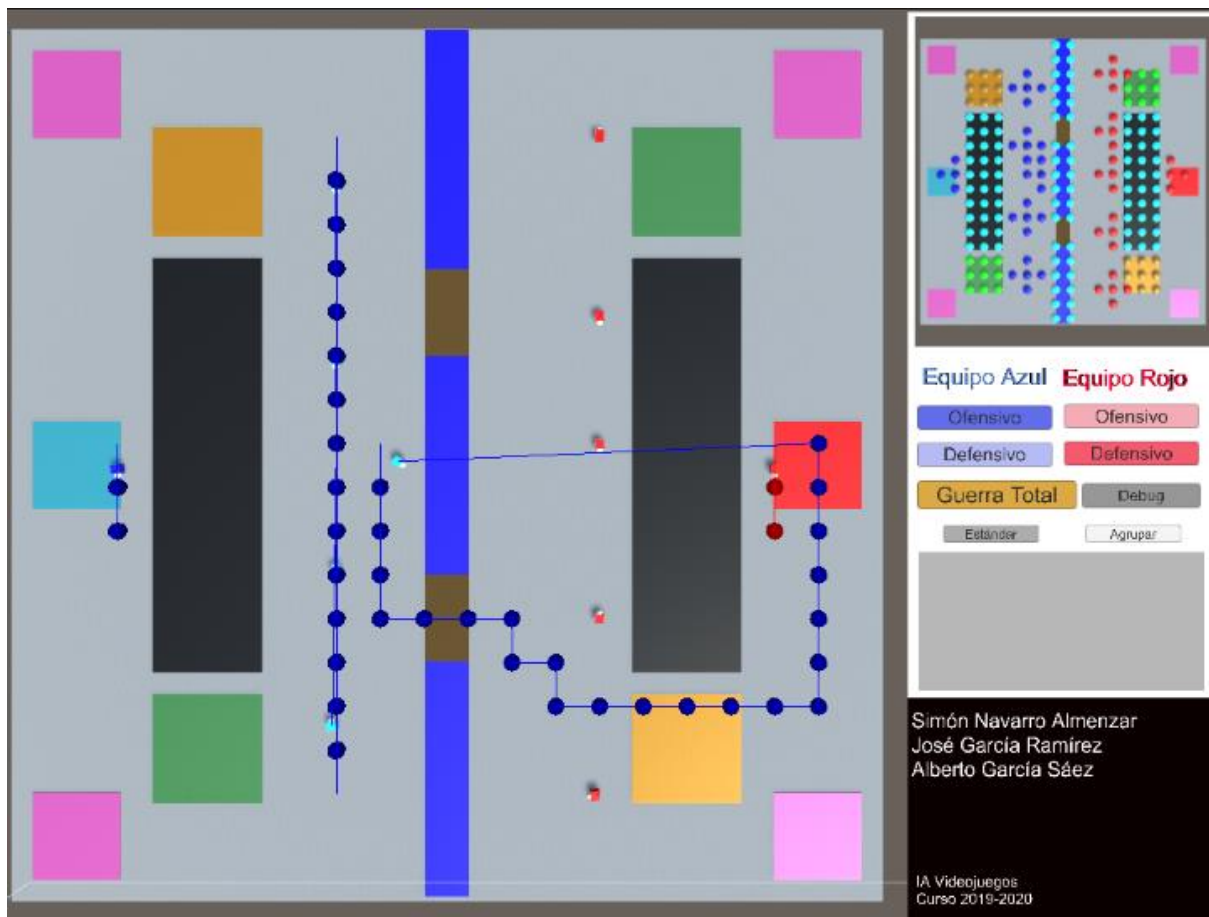 Equipo Azul Equipo Rojo
Ofensivo Ofensivo
Defensivo Defensivo
Guerra Total Debug
Estándar Agrupar
Simón Navarro Almenzar
José García Ramírez
Alberto García Sáez
IA Videojuegos
Curso 2019-2020